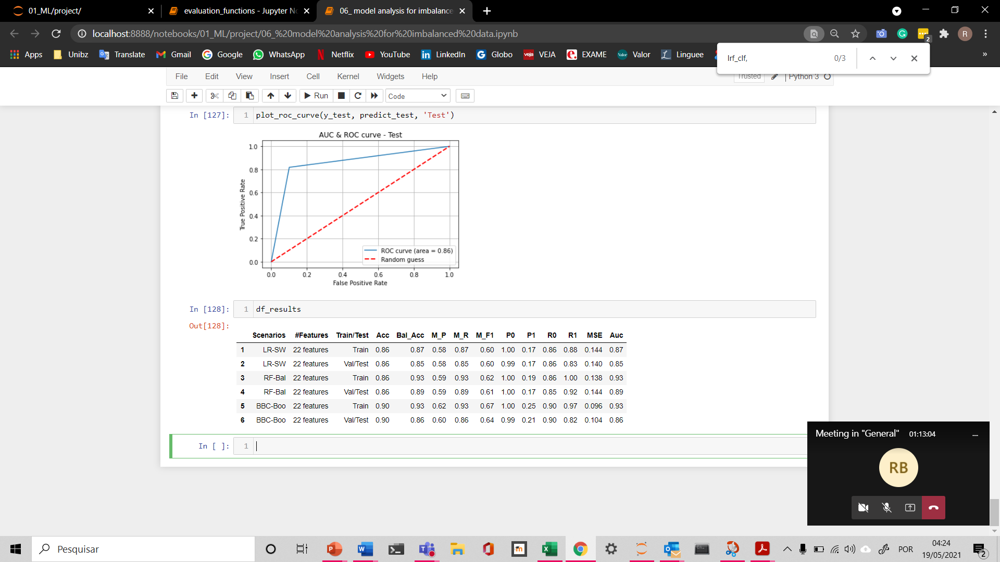 01_ML/project/
evaluation_functions - Jupyter No
06_ model analysis for imbalance
localhost:8888/notebooks/01_ML/project/06_%20model%20analysis%20for%20imbalanced%20data.ipynb
R
2
Apps
Unibz
Translate
Gmail
Google
WhatsApp
Netflix
YouTube
LinkedIn
Globo
VEJA
EXAME
Valor
Linguee
»
lrf_clf,
0/3
File
Edit
View
Insert
Cell
Kernel
Widgets
Help
Trusted
Python 3
Run
Code
In [127]:
1
plot_roc_curve(y_test, predict_test, 'Test')
AUC & ROC curve - Test
1.0
0.8
0.6
0.4
0.2
0.0
True Positive Rate
ROC curve (area = 0.86)
Random guess
0.0 0.2 0.4 0.6 0.8 1.0
False Positive Rate
In [128]:
1
df_results
Out[128]:
Scenarios #Features Train/Test Acc Bal_Acc M_P M_R M_F1 P0 P1 R0 R1 MSE Auc
1 LR-SW 22 features Train 0.86 0.87 0.58 0.87 0.60 1.00 0.17 0.86 0.88 0.144 0.87
2 LR-SW 22 features Val/Test 0.86 0.85 0.58 0.85 0.60 0.99 0.17 0.86 0.83 0.140 0.85
3 RF-Bal 22 features Train 0.86 0.93 0.59 0.93 0.62 1.00 0.19 0.86 1.00 0.138 0.93
4 RF-Bal 22 features Val/Test 0.86 0.89 0.59 0.89 0.61 1.00 0.17 0.85 0.92 0.144 0.89
5 BBC-Boo 22 features Train 0.90 0.93 0.62 0.93 0.67 1.00 0.25 0.90 0.97 0.096 0.93
6 BBC-Boo 22 features Val/Test 0.90 0.86 0.60 0.86 0.64 0.99 0.21 0.90 0.82 0.104 0.86
In [ ]:
1
Meeting in "General"
01:13:04
RB
Pesquisar
POR
04:24
19/05/2021
2